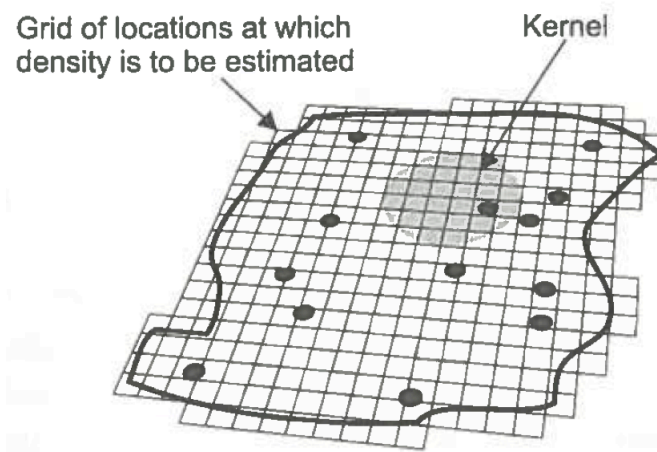 Grid of locations at which
density is to be estimated
Kernel